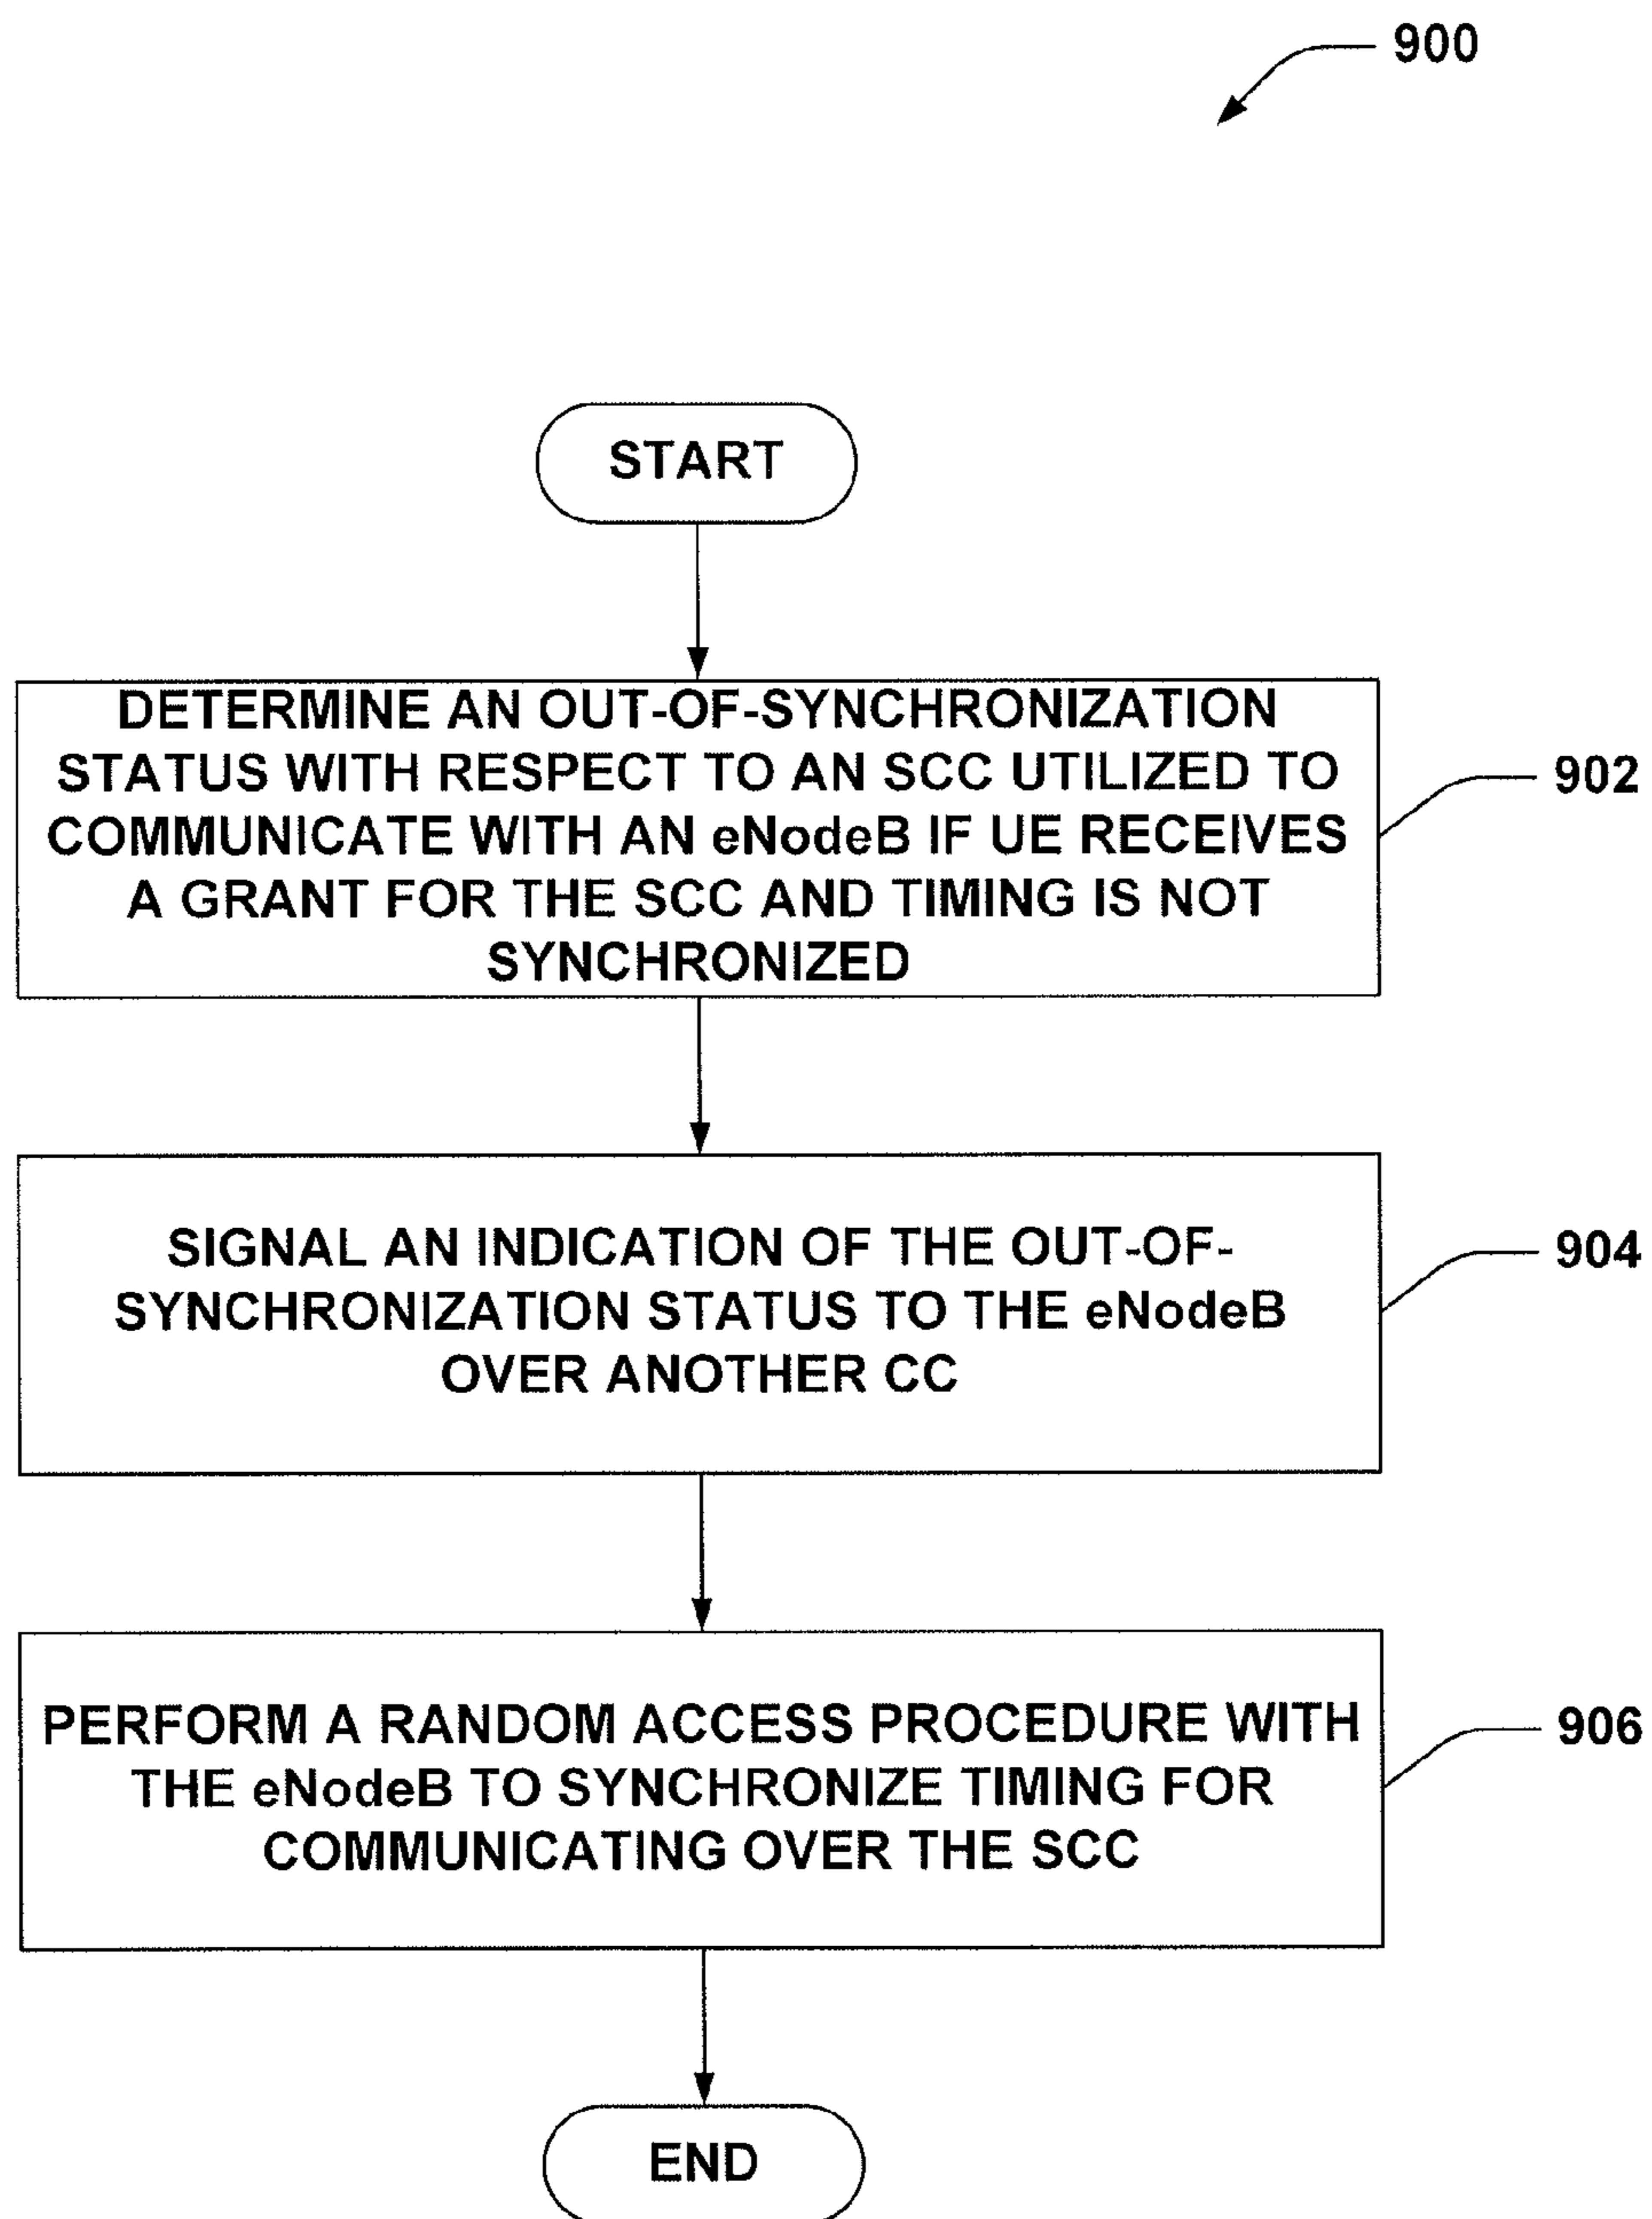 900
START
DETERMINE AN OUT-OF-SYNCHRONIZATION
STATUS WITH RESPECT TO AN SCC UTILIZED TO
COMMUNICATE WITH AN eNodeB IF UE RECEIVES
A GRANT FOR THE SCC AND TIMING IS NOT
SYNCHRONIZED
902
SIGNAL AN INDICATION OF THE OUT-OF-
SYNCHRONIZATION STATUS TO THE eNodeB
OVER ANOTHER CC
904
PERFORM A RANDOM ACCESS PROCEDURE WITH
THE eNodeB TO SYNCHRONIZE TIMING FOR
COMMUNICATING OVER THE SCC
906
END